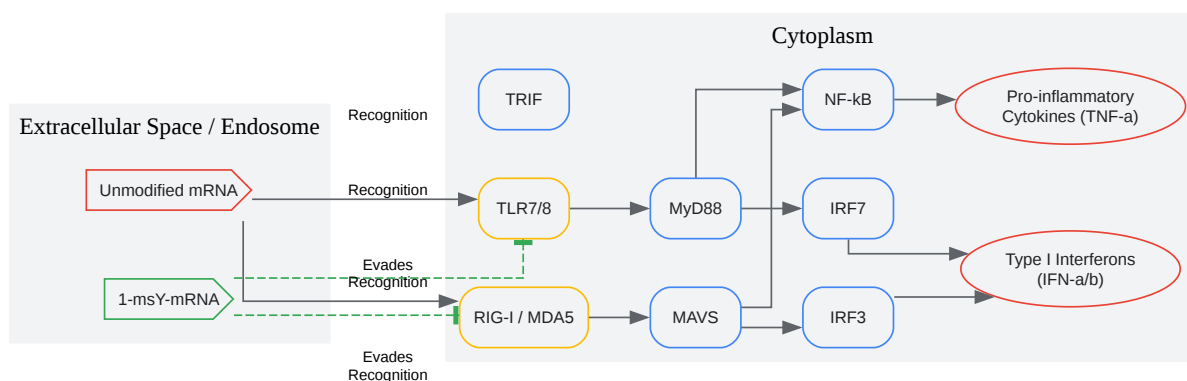 Cytoplasm
Extracellular Space / Endosome
TRIF
NF-kB
Pro-inflammatory
Cytokines (TNF-a)
Recognition
Unmodified mRNA
Recognition
TLR7/8
MyD88
IRF7
Type I Interferons
(IFN-a/b)
Evades
Recognition
1-msY-mRNA
RIG-I / MDA5
MAVS
IRF3
Evades
Recognition